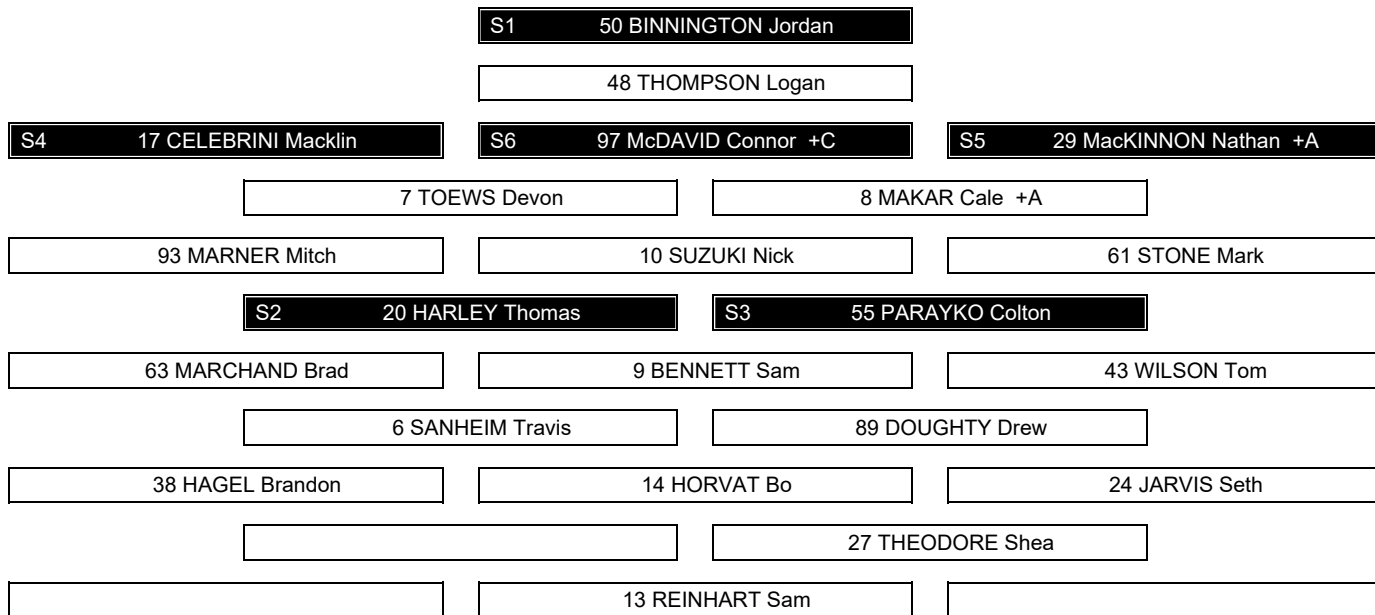 S1 50 BINNINGTON Jordan
48 THOMPSON Logan
S4 17 CELEBRINI Macklin S6 97 McDAVID Connor +C S5 29 MacKINNON Nathan +A
7 TOEWS Devon 8 MAKAR Cale +A
93 MARNER Mitch 10 SUZUKI Nick 61 STONE Mark
S2 20 HARLEY Thomas S3 55 PARAYKO Colton
63 MARCHAND Brad 9 BENNETT Sam 43 WILSON Tom
6 SANHEIM Travis 89 DOUGHTY Drew
38 HAGEL Brandon 14 HORVAT Bo 24 JARVIS Seth
27 THEODORE Shea
13 REINHART Sam